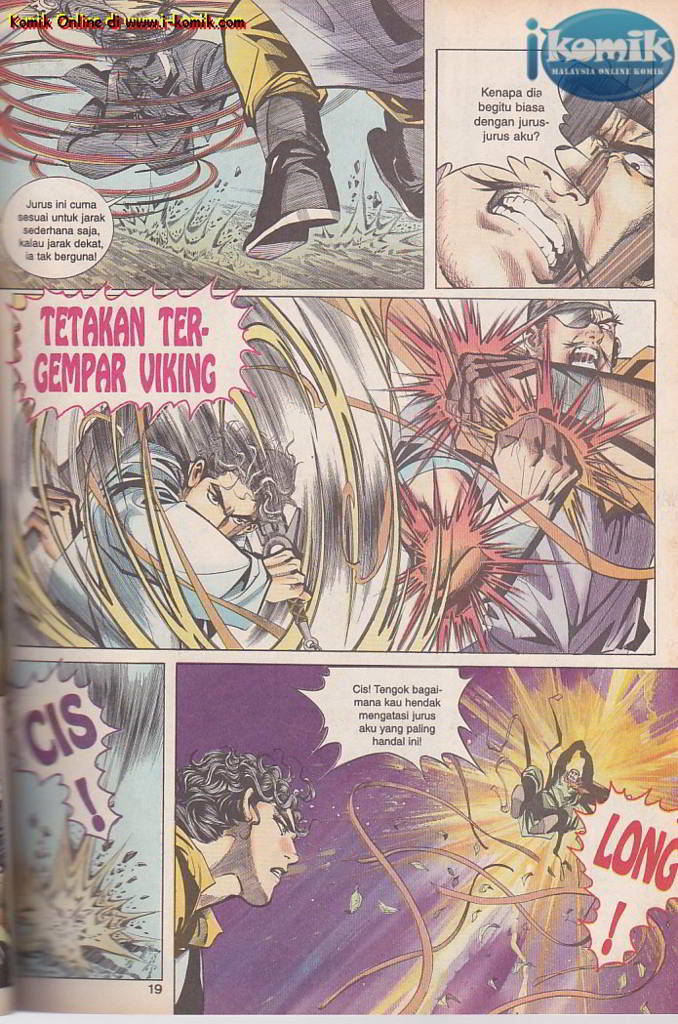 Komik Online di www.i-komik.com
ikomik
MALAYSIA ONLINE KOMIK
Kenapa dia
begitu biasa
dengan jurus-
jurus aku?
Jurus ini cuma
sesuai untuk jarak
sederhana saja,
kalau jarak dekat,
ia tak berguna!
TETAKAN TER-
GEMPAR VIKING
CIS
!
Cis! Tengok bagai-
mana kau hendak
mengatasi jurus
aku yang paling
handal ini!
LONG
!
19